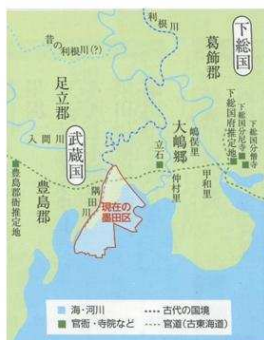 利根川
昔の利根川(?)
下総国
葛飾郡
足立郡
入間川
武蔵国
大嶋郷
嶋俣里
立石
仲村里
甲和里
下総国府推定地
下総国分尼寺
下総国分僧寺
豊島郡衙推定地
豊島郡
隅田川
現在の
墨田区
海・河川
古代の国境
官衙・寺院など
官道(古東海道)